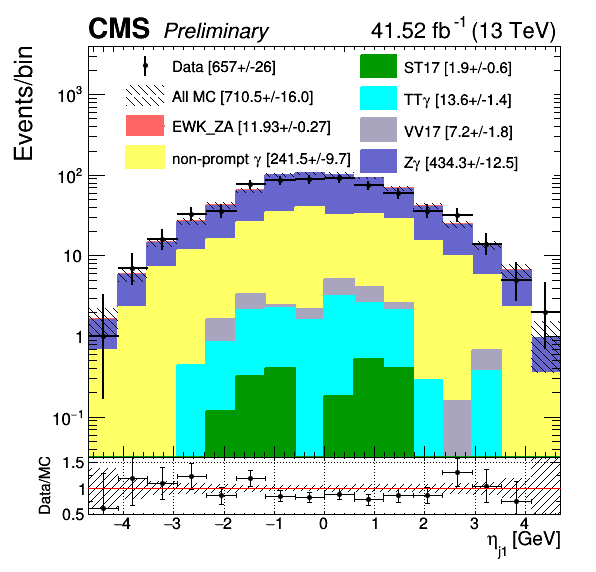 CMS Preliminary 41.52 fb⁻¹ (13 TeV)
Events/bin
Data [657+/-26]
All MC [710.5+/-16.0]
EWK_ZA [11.93+/-0.27]
non-prompt γ [241.5+/-9.7]
ST17 [1.9+/-0.6]
TTγ [13.6+/-1.4]
VV17 [7.2+/-1.8]
Zγ [434.3+/-12.5]
10³
10²
10
1
10⁻¹
Data/MC
1.5
1
0.5
−4 −3 −2 −1 0 1 2 3 4
η_j1 [GeV]